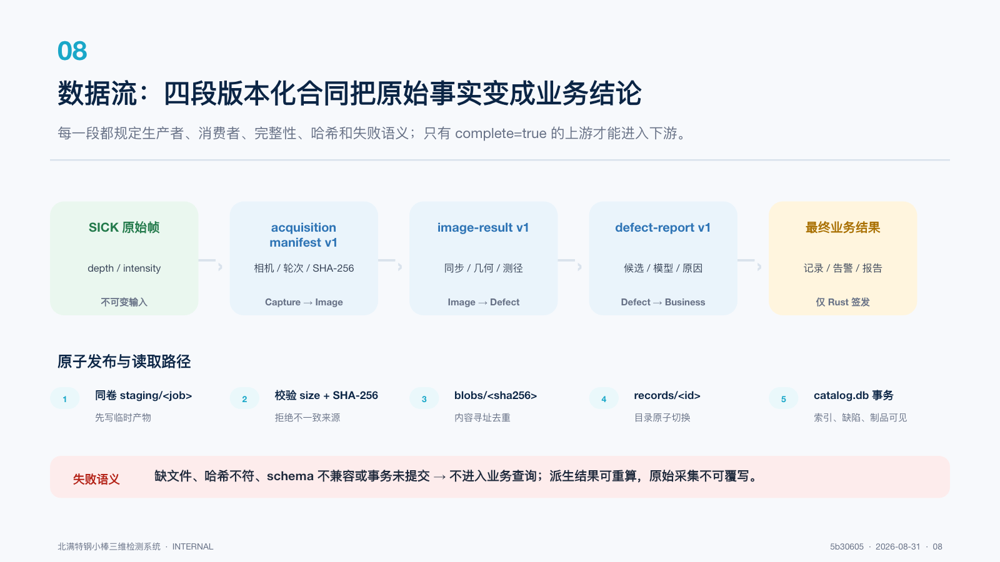 08
数据流：四段版本化合同把原始事实变成业务结论
每一段都规定生产者、消费者、完整性、哈希和失败语义；只有 complete=true 的上游才能进入下游。
SICK 原始帧
depth / intensity
不可变输入
acquisition
manifest v1
相机 / 轮次 / SHA-256
Capture → Image
image-result v1
同步 / 几何 / 测径
Image → Defect
defect-report v1
候选 / 模型 / 原因
Defect → Business
最终业务结果
记录 / 告警 / 报告
仅 Rust 签发
原子发布与读取路径
1
同卷 staging/<job>
先写临时产物
2
校验 size + SHA-256
拒绝不一致来源
3
blobs/<sha256>
内容寻址去重
4
records/<id>
目录原子切换
5
catalog.db 事务
索引、缺陷、制品可见
失败语义
缺文件、哈希不符、schema 不兼容或事务未提交 → 不进入业务查询；派生结果可重算，原始采集不可覆写。
北满特钢小棒三维检测系统 · INTERNAL
5b30605 · 2026-08-31 · 08